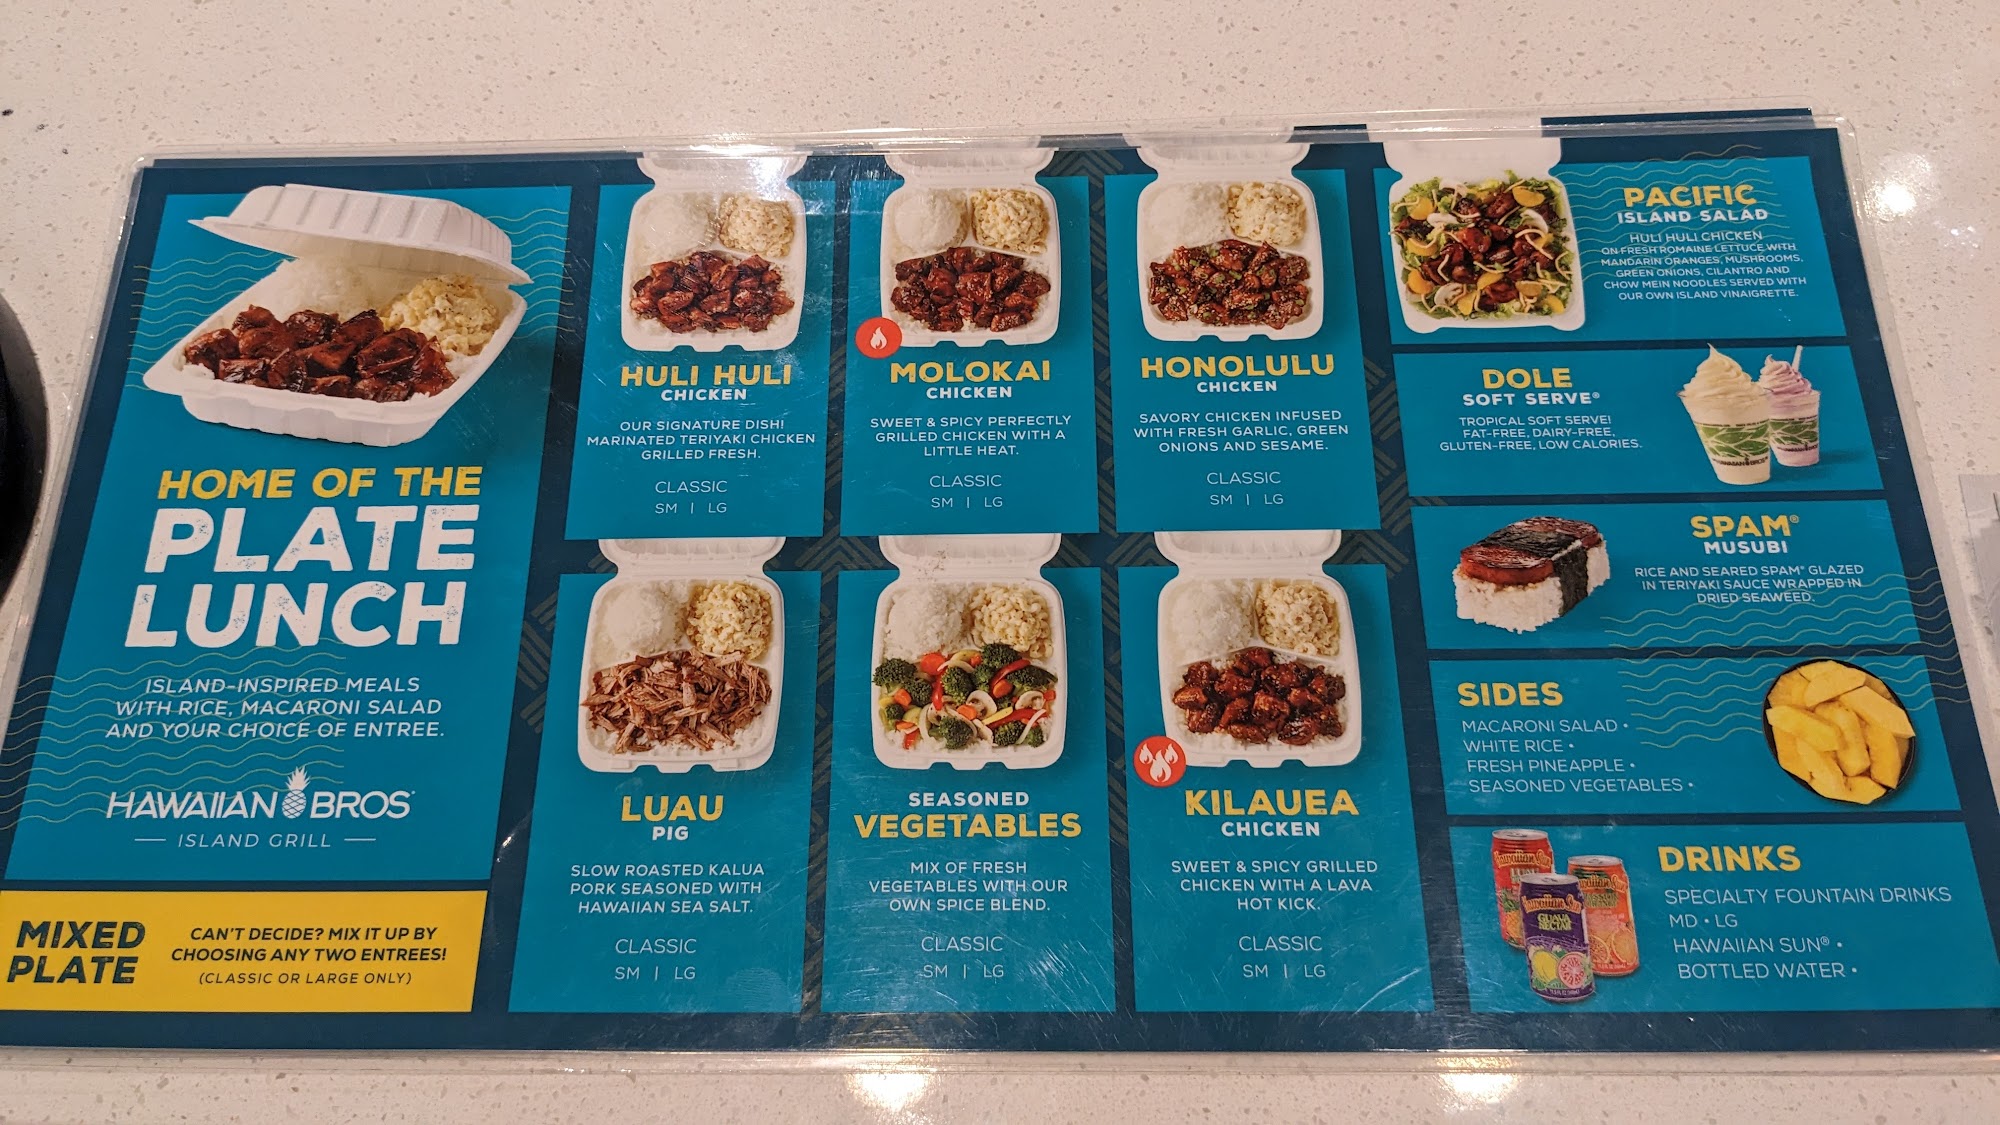 HOME OF THE
PLATE
LUNCH
ISLAND-INSPIRED MEALS
WITH RICE, MACARONI SALAD
AND YOUR CHOICE OF ENTREE.
HAWAIIAN BROS
ISLAND GRILL
MIXED
PLATE
CAN'T DECIDE? MIX IT UP BY
CHOOSING ANY TWO ENTREES!
(CLASSIC OR LARGE ONLY)
HULI HULI
CHICKEN
OUR SIGNATURE DISH!
MARINATED TERIYAKI CHICKEN
GRILLED FRESH.
CLASSIC
SM | LG
MOLOKAI
CHICKEN
SWEET & SPICY PERFECTLY
GRILLED CHICKEN WITH A
LITTLE HEAT.
CLASSIC
SM | LG
HONOLULU
CHICKEN
SAVORY CHICKEN INFUSED
WITH FRESH GARLIC, GREEN
ONIONS AND SESAME.
CLASSIC
SM | LG
LUAU
PIG
SLOW ROASTED KALUA
PORK SEASONED WITH
HAWAIIAN SEA SALT.
CLASSIC
SM | LG
SEASONED
VEGETABLES
MIX OF FRESH
VEGETABLES WITH OUR
OWN SPICE BLEND.
CLASSIC
SM | LG
KILAUEA
CHICKEN
SWEET & SPICY GRILLED
CHICKEN WITH A LAVA
HOT KICK.
CLASSIC
SM | LG
PACIFIC
ISLAND SALAD
HULI HULI CHICKEN
ON FRESH ROMAINE LETTUCE WITH
MANDARIN ORANGES, MUSHROOMS,
GREEN ONIONS, CILANTRO AND
CHOW MEIN NOODLES SERVED WITH
OUR OWN ISLAND VINAIGRETTE.
DOLE
SOFT SERVE®
TROPICAL SOFT SERVE!
FAT-FREE, DAIRY-FREE,
GLUTEN-FREE, LOW CALORIES.
SPAM®
MUSUBI
RICE AND SEARED SPAM® GLAZED
IN TERIYAKI SAUCE WRAPPED IN
DRIED SEAWEED.
SIDES
MACARONI SALAD •
WHITE RICE •
FRESH PINEAPPLE •
SEASONED VEGETABLES •
Hawaiian Sun
GUAVA
NECTAR
DRINKS
SPECIALTY FOUNTAIN DRINKS
MD • LG
HAWAIIAN SUN® •
BOTTLED WATER •